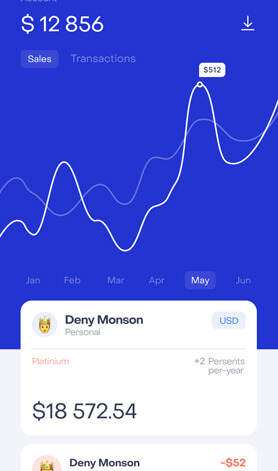 Account
$ 12 856
Sales Transactions
$512
Jan Feb Mar Apr May Jun
Deny Monson USD
Personal
Platinium +2 Persents
per-year
$18 572.54
Deny Monson -$52